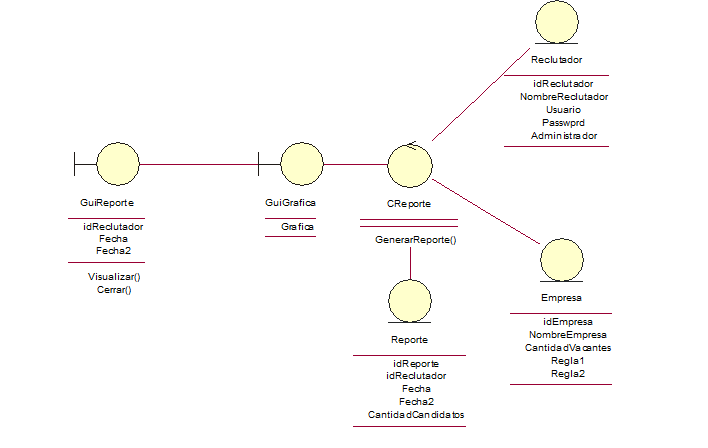 Reclutador
idReclutador
NombreReclutador
Usuario
Passwprd
Administrador
GuiReporte
idReclutador
Fecha
Fecha2
Visualizar()
Cerrar()
GuiGrafica
Grafica
CReporte
GenerarReporte()
Reporte
idReporte
idReclutador
Fecha
Fecha2
CantidadCandidatos
Empresa
idEmpresa
NombreEmpresa
CantidadVacantes
Regla1
Regla2